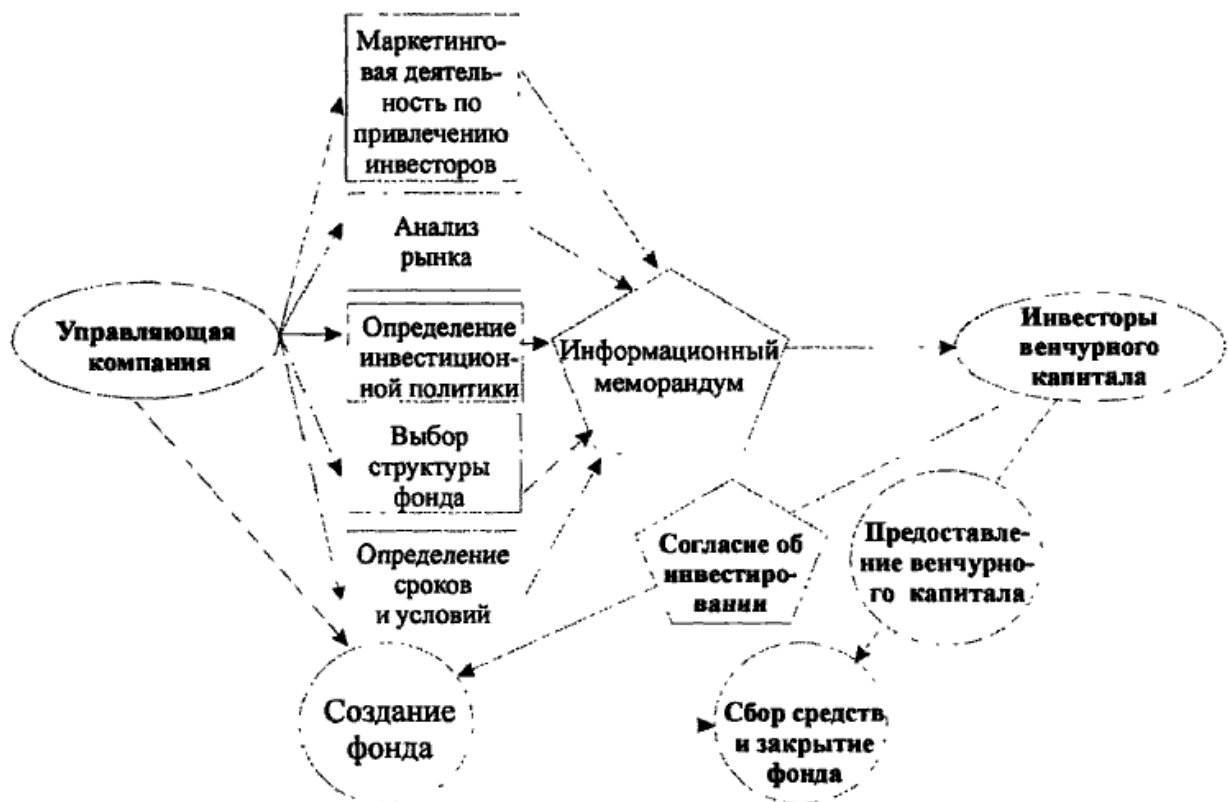 Маркетинго-
вая деятель-
ность по
привлечению
инвесторов
Анализ
рынка
Управляющая
компания
Определение
инвестицион-
ной политики
Информационный
меморандум
Инвесторы
венчурного
капитала
Выбор
структуры
фонда
Определение
сроков
и условий
Согласие об
инвестиро-
вании
Предоставле-
ние венчурно-
го капитала
Создание
фонда
Сбор средств
и закрытие
фонда